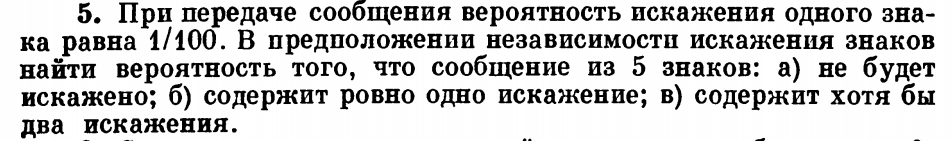 5. При передаче сообщения вероятность искажения одного зна-
ка равна 1/100. В предположении независимости искажения знаков
найти вероятность того, что сообщение из 5 знаков: а) не будет
искажено; б) содержит ровно одно искажение; в) содержит хотя бы
два искажения.